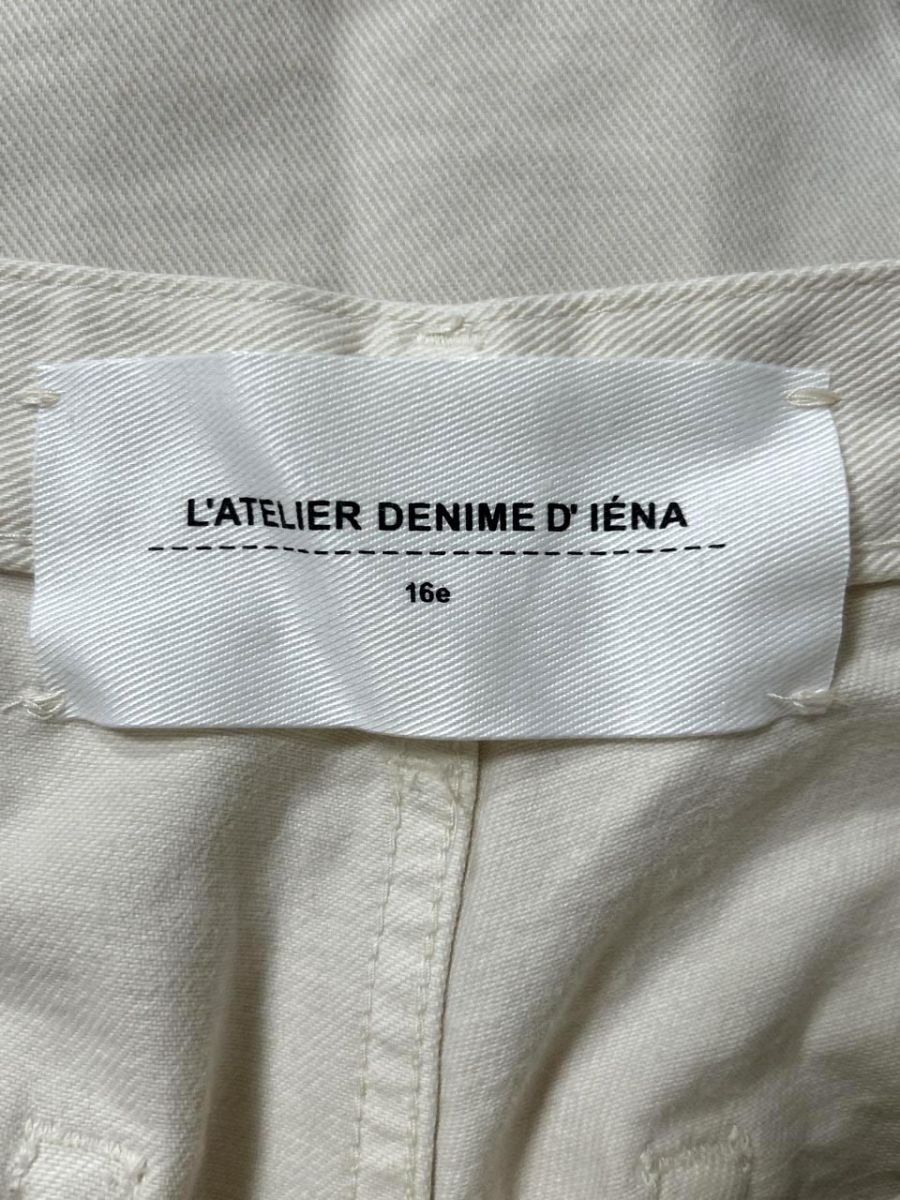 L'ATELIER DENIME D' IÉNA
16e